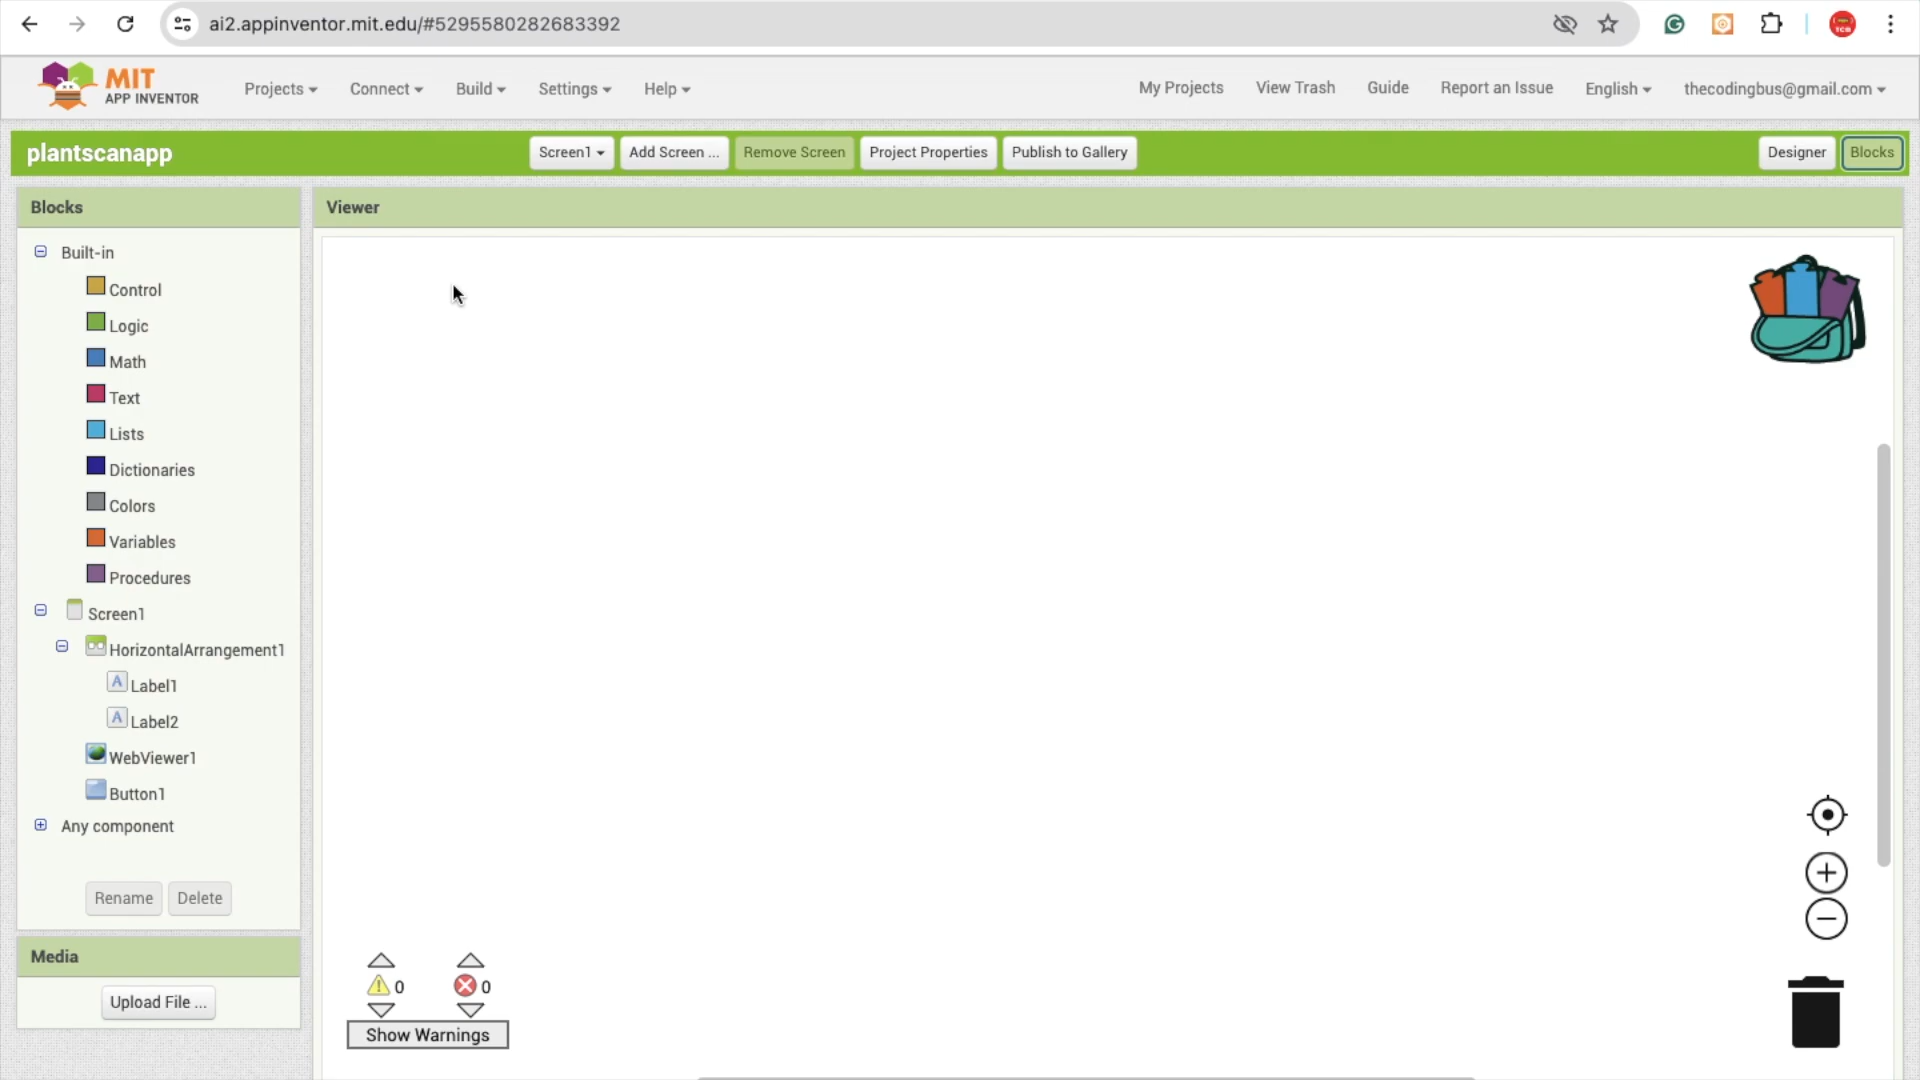 ai2.appinventor.mit.edu/#5295580282683392
MIT
APP INVENTOR
Projects
Connect
Build
Settings
Help
My Projects
View Trash
Guide
Report an Issue
English
thecodingbus@gmail.com
plantscanapp
Screen1
Add Screen ...
Remove Screen
Project Properties
Publish to Gallery
Designer
Blocks
Blocks
Viewer
Built-in
Control
Logic
Math
Text
Lists
Dictionaries
Colors
Variables
Procedures
Screen1
HorizontalArrangement1
A Label1
A Label2
WebViewer1
Button1
Any component
Rename
Delete
Media
Upload File ...
0
0
Show Warnings